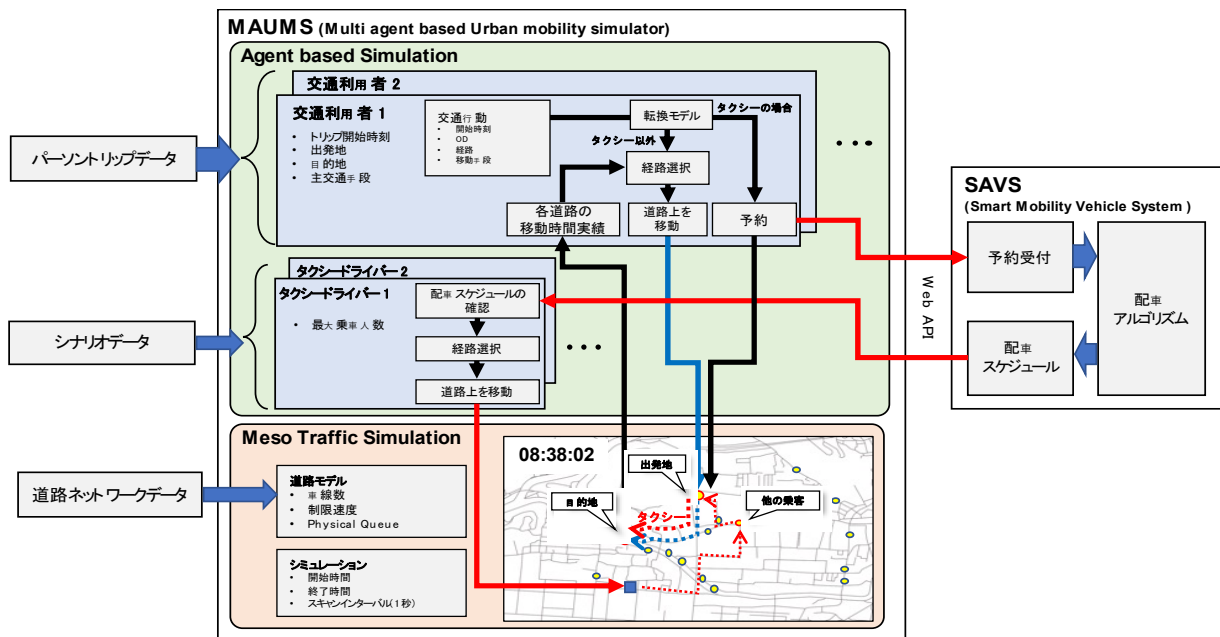 MAUMS (Multi agent based Urban mobility simulator)
Agent based Simulation
交通利用者 2
交通利用者 1
• トリップ開始時刻
• 出発地
• 目的地
• 主交通手段
交通行動
• 開始時刻
• OD
• 経路
• 移動手段
転換モデル
タクシーの場合
タクシー以外
経路選択
各道路の
移動時間実績
道路上を
移動
予約
• • •
パーソントリップデータ
シナリオデータ
道路ネットワークデータ
タクシードライバー 2
タクシードライバー 1
• 最大乗車人数
配車スケジュールの
確認
経路選択
道路上を移動
• • •
SAVS
(Smart Mobility Vehicle System )
予約受付
配車
アルゴリズム
配車
スケジュール
Web API
Meso Traffic Simulation
道路モデル
• 車線数
• 制限速度
• Physical Queue
シミュレーション
• 開始時間
• 終了時間
• スキャンインターバル(1秒)
08:38:02
出発地
目的地
タクシー
他の乗客